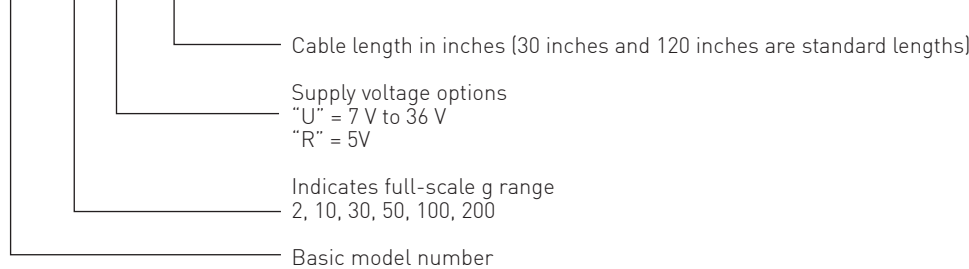 Cable length in inches (30 inches and 120 inches are standard lengths)
Supply voltage options
“U” = 7 V to 36 V
“R” = 5V
Indicates full-scale g range
2, 10, 30, 50, 100, 200
Basic model number